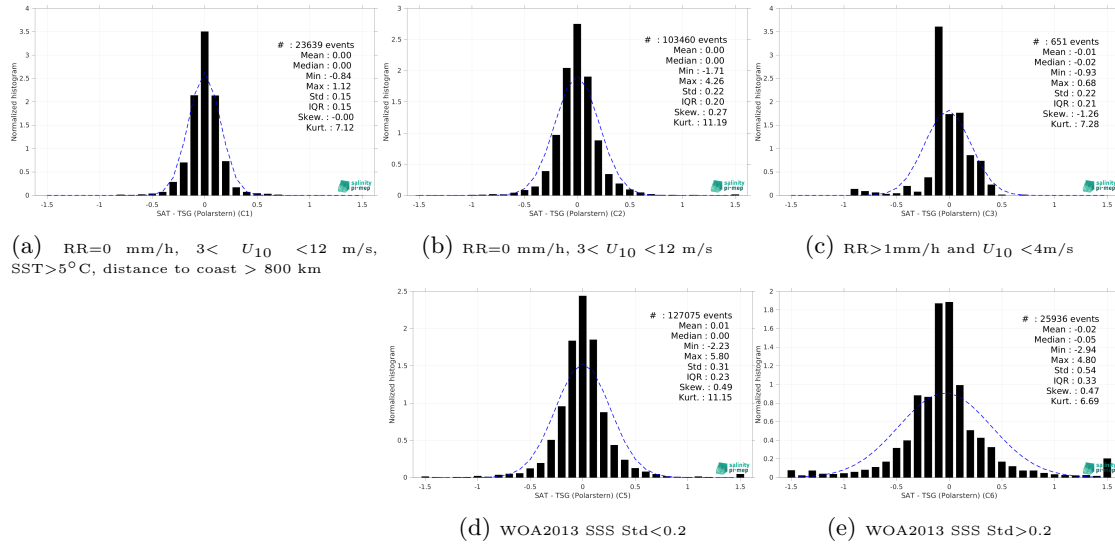 4
3.5
3
2.5
2
1.5
1
0.5
0
Normalized histogram
# : 23639 events
Mean : 0.00
Median : 0.00
Min : -0.84
Max : 1.12
Std : 0.15
IQR : 0.15
Skew. : -0.00
Kurt. : 7.12
salinity
pi-mep
-1.5 -1 -0.5 0 0.5 1 1.5
SAT - TSG (Polarstern) (C1)
(a) RR=0 mm/h, 3< U10 <12 m/s,
SST>5°C, distance to coast > 800 km
3
2.5
2
1.5
1
0.5
0
Normalized histogram
# : 103460 events
Mean : 0.00
Median : 0.00
Min : -1.71
Max : 4.26
Std : 0.22
IQR : 0.20
Skew. : 0.27
Kurt. : 11.19
salinity
pi-mep
-1.5 -1 -0.5 0 0.5 1 1.5
SAT - TSG (Polarstern) (C2)
(b) RR=0 mm/h, 3< U10 <12 m/s
4
3.5
3
2.5
2
1.5
1
0.5
0
Normalized histogram
# : 651 events
Mean : -0.01
Median : -0.02
Min : -0.93
Max : 0.68
Std : 0.22
IQR : 0.21
Skew. : -1.26
Kurt. : 7.28
salinity
pi-mep
-1.5 -1 -0.5 0 0.5 1 1.5
SAT - TSG (Polarstern) (C3)
(c) RR>1mm/h and U10 <4m/s
2.5
2
1.5
1
0.5
0
Normalized histogram
# : 127075 events
Mean : 0.01
Median : 0.00
Min : -2.23
Max : 5.80
Std : 0.31
IQR : 0.23
Skew. : 0.49
Kurt. : 11.15
salinity
pi-mep
-1.5 -1 -0.5 0 0.5 1 1.5
SAT - TSG (Polarstern) (C5)
(d) WOA2013 SSS Std<0.2
2
1.8
1.6
1.4
1.2
1
0.8
0.6
0.4
0.2
0
Normalized histogram
# : 25936 events
Mean : -0.02
Median : -0.05
Min : -2.94
Max : 4.80
Std : 0.54
IQR : 0.33
Skew. : 0.47
Kurt. : 6.69
salinity
pi-mep
-1.5 -1 -0.5 0 0.5 1 1.5
SAT - TSG (Polarstern) (C6)
(e) WOA2013 SSS Std>0.2